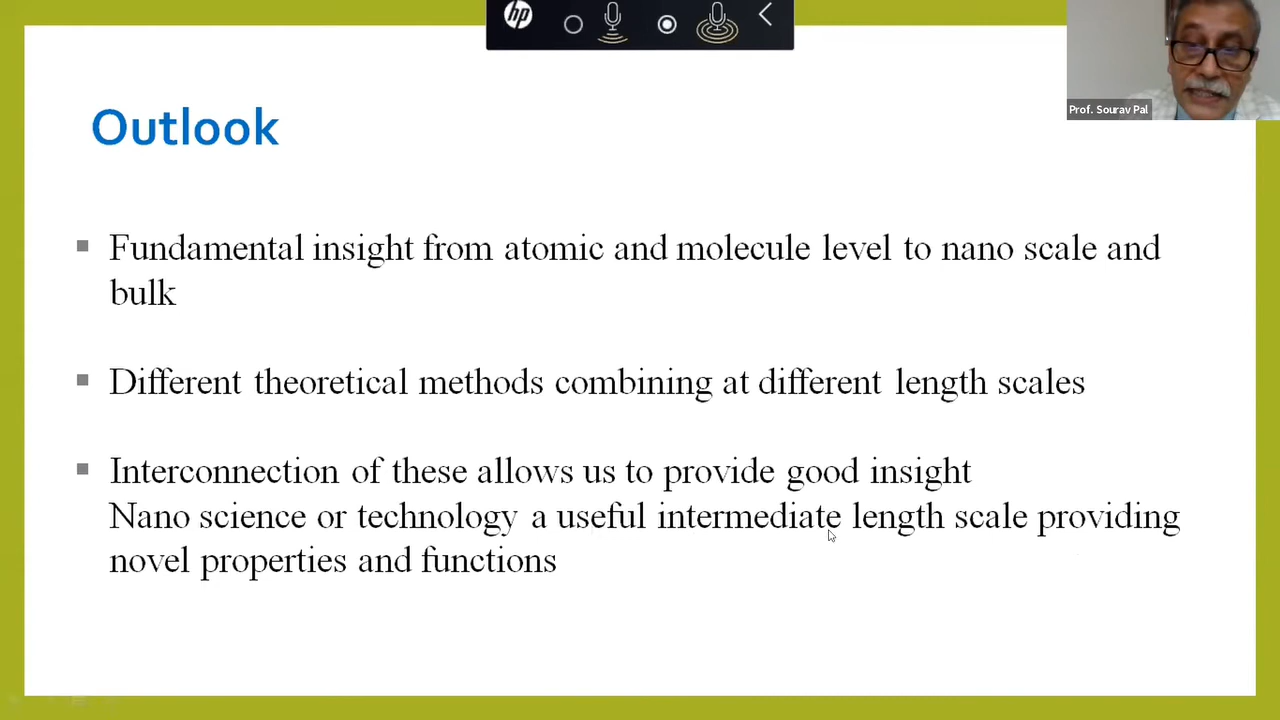 hp
Prof. Sourav Pal
Outlook
Fundamental insight from atomic and molecule level to nano scale and
bulk
Different theoretical methods combining at different length scales
Interconnection of these allows us to provide good insight
Nano science or technology a useful intermediate length scale providing
novel properties and functions